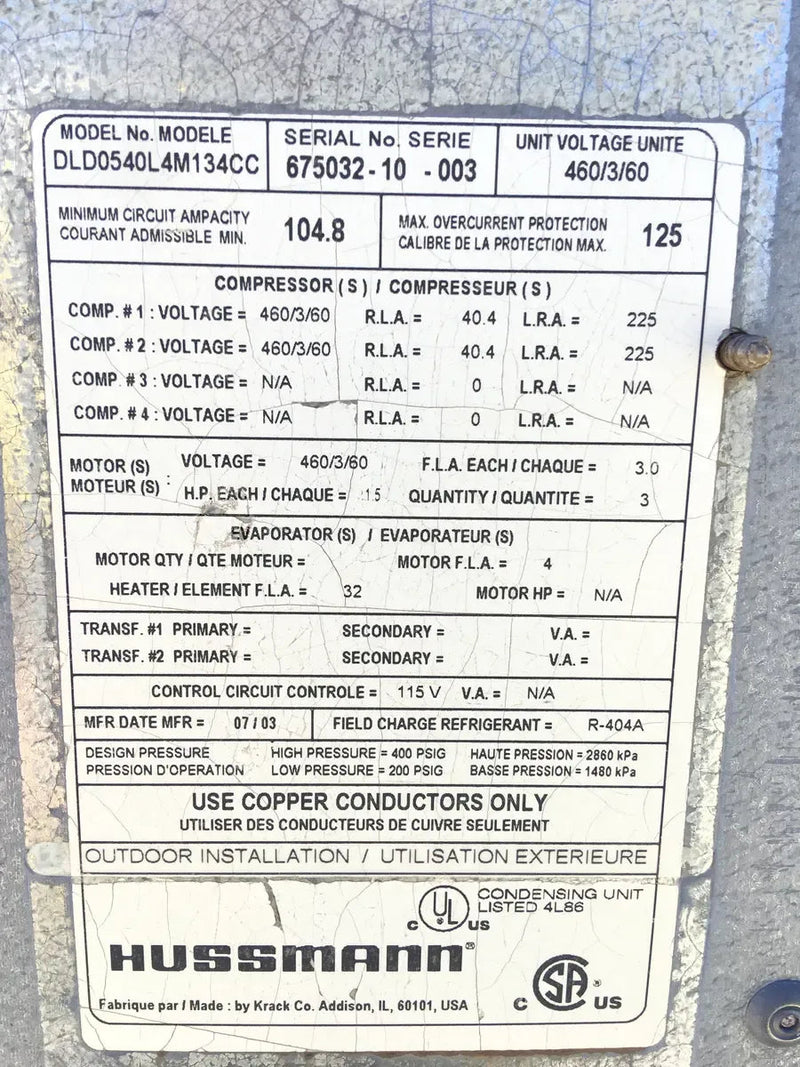 MODEL No. MODELE
DLD0540L4M134CC
SERIAL No. SERIE
675032-10 -003
UNIT VOLTAGE UNITE
460/3/60
MINIMUM CIRCUIT AMPACITY
COURANT ADMISSIBLE MIN.
104.8
MAX. OVERCURRENT PROTECTION
CALIBRE DE LA PROTECTION MAX.
125
COMPRESSOR (S) / COMPRESSEUR (S)
COMP. # 1 : VOLTAGE = 460/3/60 R.L.A. = 40.4 L.R.A. = 225
COMP. # 2 : VOLTAGE = 460/3/60 R.L.A. = 40.4 L.R.A. = 225
COMP. # 3 : VOLTAGE = N/A R.L.A. = 0 L.R.A. = N/A
COMP. # 4 : VOLTAGE = N/A R.L.A. = 0 L.R.A. = N/A
MOTOR (S)
MOTEUR (S) :
VOLTAGE = 460/3/60 F.L.A. EACH / CHAQUE = 3.0
H.P. EACH / CHAQUE = 1.5 QUANTITY / QUANTITE = 3
EVAPORATOR (S) / EVAPORATEUR (S)
MOTOR QTY / QTE MOTEUR = MOTOR F.L.A. = 4
HEATER / ELEMENT F.L.A. = 32 MOTOR HP = N/A
TRANSF. #1 PRIMARY = SECONDARY = V.A. =
TRANSF. #2 PRIMARY = SECONDARY = V.A. =
CONTROL CIRCUIT CONTROLE = 115 V V.A. = N/A
MFR DATE MFR = 07 / 03 FIELD CHARGE REFRIGERANT = R-404A
DESIGN PRESSURE HIGH PRESSURE = 400 PSIG HAUTE PRESSION = 2860 kPa
PRESSION D'OPERATION LOW PRESSURE = 200 PSIG BASSE PRESSION = 1480 kPa
USE COPPER CONDUCTORS ONLY
UTILISER DES CONDUCTEURS DE CUIVRE SEULEMENT
OUTDOOR INSTALLATION / UTILISATION EXTERIEURE
C UL US
CONDENSING UNIT
LISTED 4L86
HUSSMANN®
C SA® US
Fabrique par / Made : by Krack Co. Addison, IL, 60101, USA